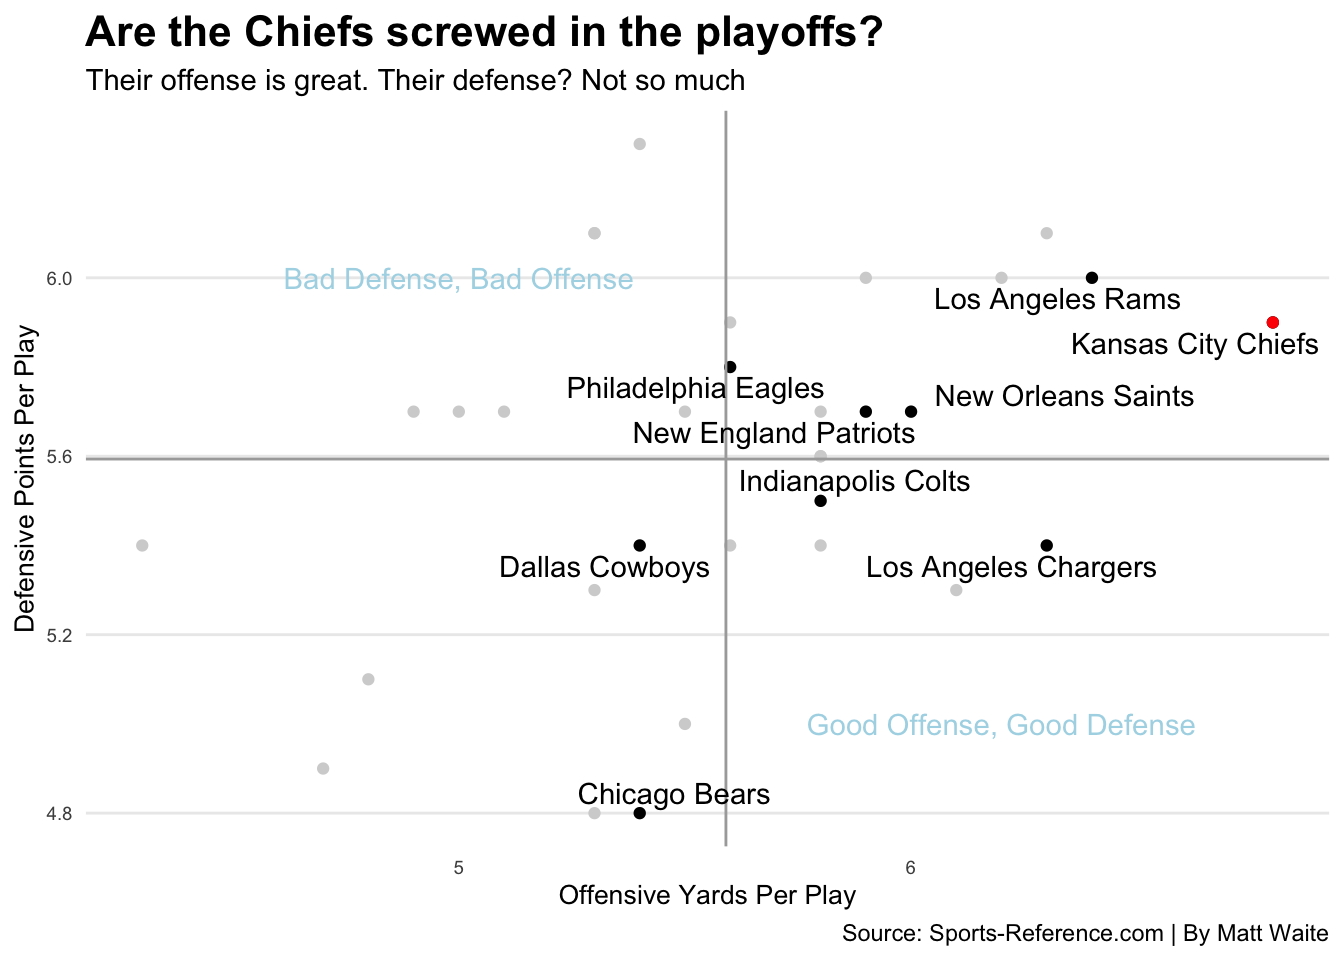 Are the Chiefs screwed in the playoffs?
Their offense is great. Their defense? Not so much
Defensive Points Per Play
6.0
5.6
5.2
4.8
Bad Defense, Bad Offense
Los Angeles Rams
Kansas City Chiefs
Philadelphia Eagles
New Orleans Saints
New England Patriots
Indianapolis Colts
Dallas Cowboys
Los Angeles Chargers
Good Offense, Good Defense
Chicago Bears
5
6
Offensive Yards Per Play
Source: Sports-Reference.com | By Matt Waite